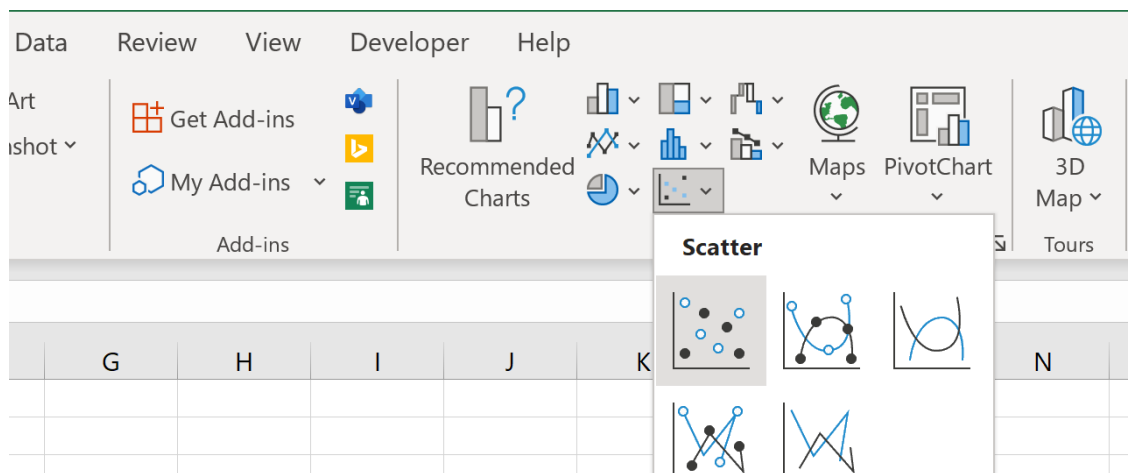 Data Review View Developer Help
Art
nshot
Get Add-ins
My Add-ins
Add-ins
Recommended
Charts
Maps
PivotChart
3D
Map
Tours
Scatter
G H I J K N